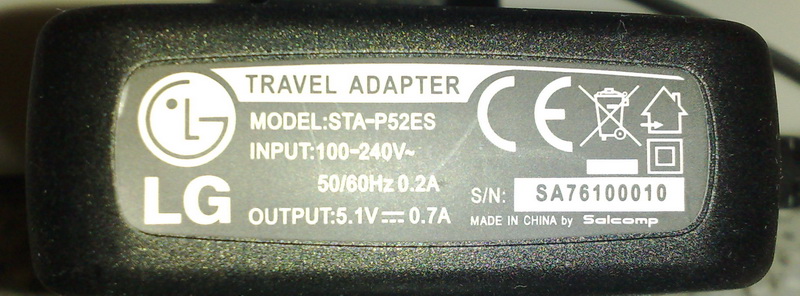 TRAVEL ADAPTER
MODEL:STA-P52ES
INPUT:100-240V~
50/60Hz 0.2A
OUTPUT:5.1V⎓0.7A
LG
CE
S/N: SA76100010
MADE IN CHINA by Salcomp